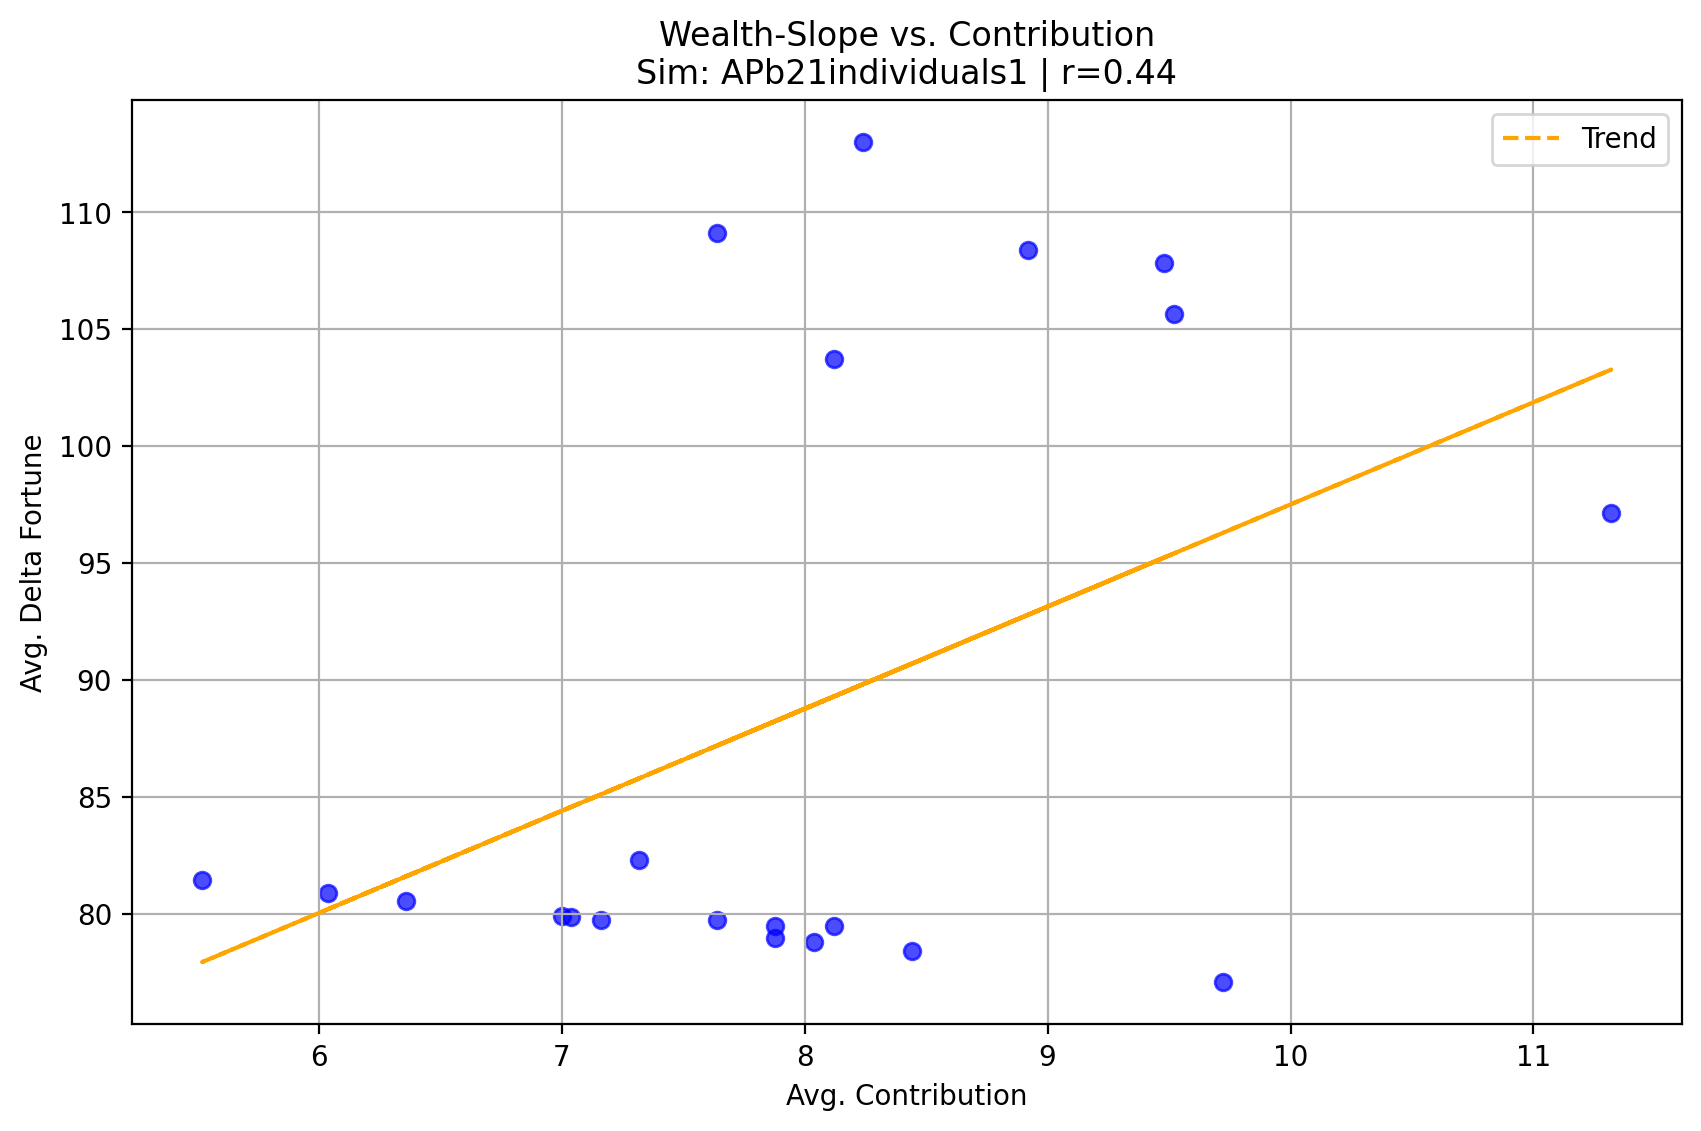 Wealth-Slope vs. Contribution
Sim: APb21individuals1 | r=0.44
Trend
Avg. Delta Fortune
110
105
100
95
90
85
80
6 7 8 9 10 11
Avg. Contribution